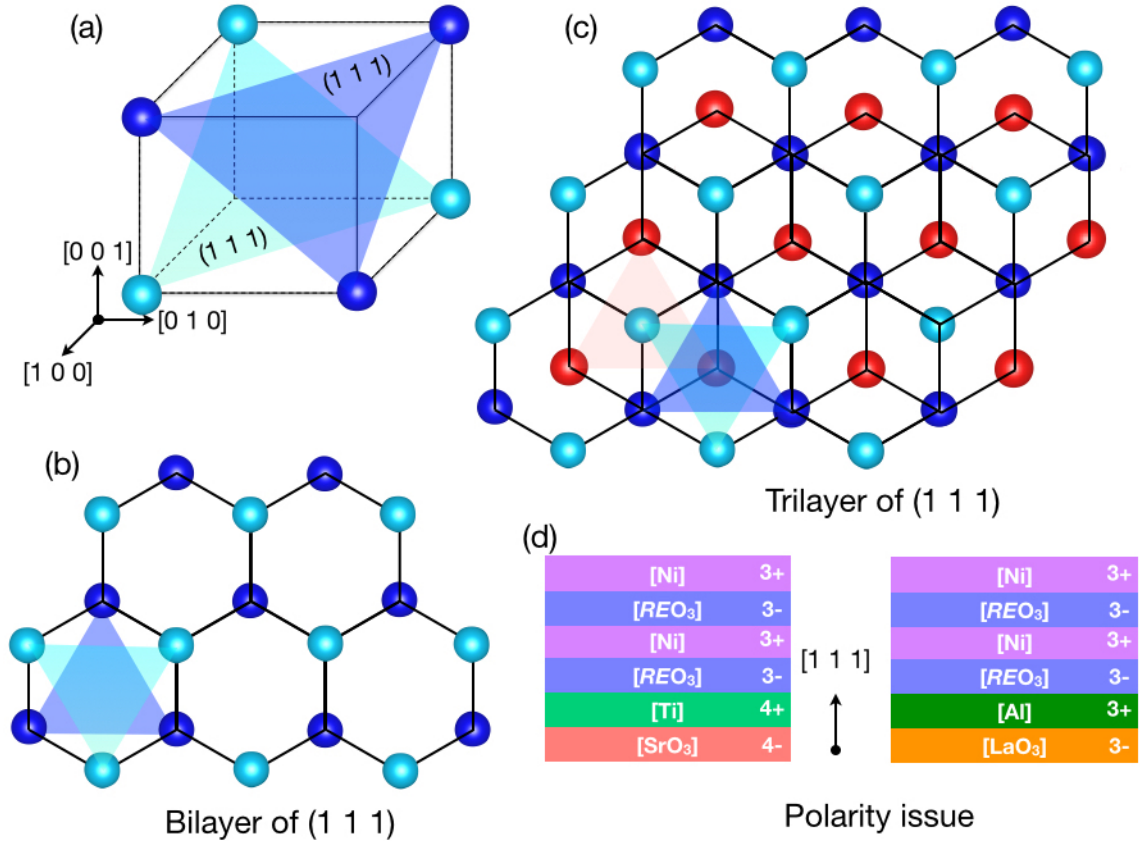 (a)
(1 1 1)
(1 1 1)
[0 0 1]
[0 1 0]
[1 0 0]
(b)
Bilayer of (1 1 1)
(c)
Trilayer of (1 1 1)
(d)
[Ni] 3+
[REO₃] 3-
[Ni] 3+
[REO₃] 3-
[Ti] 4+
[SrO₃] 4-
[1 1 1]
[Ni] 3+
[REO₃] 3-
[Ni] 3+
[REO₃] 3-
[Al] 3+
[LaO₃] 3-
Polarity issue